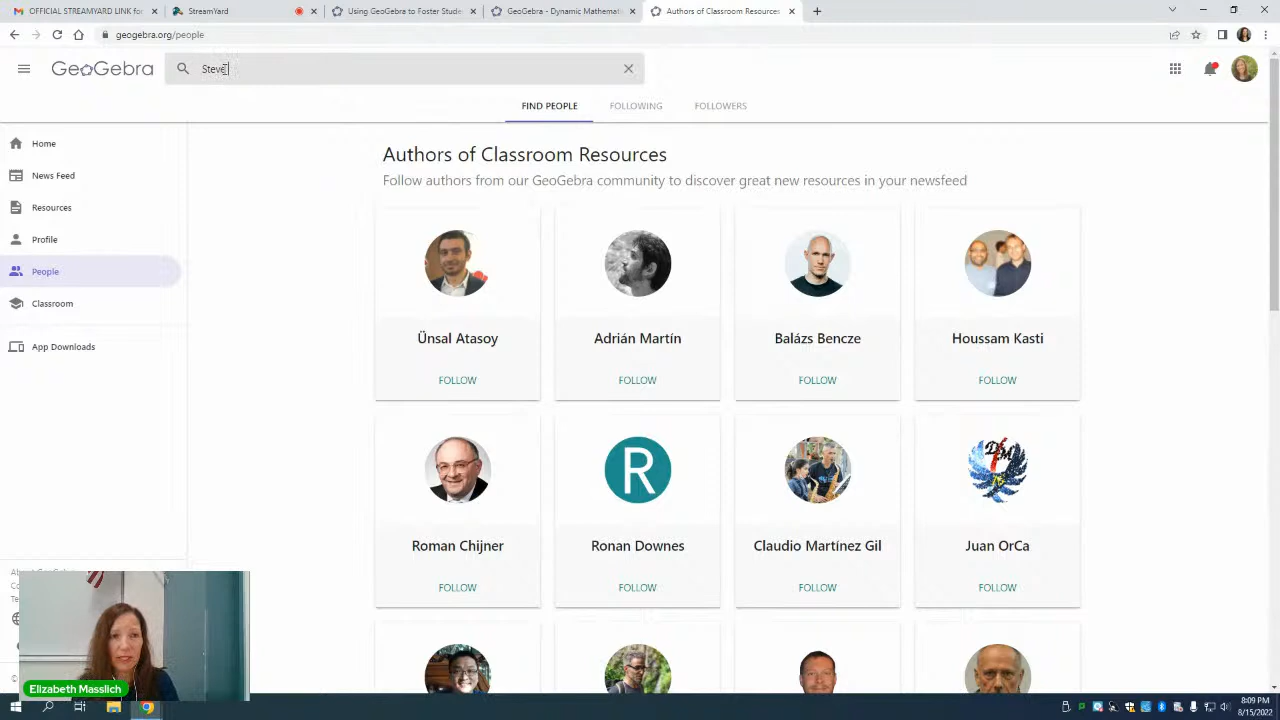 OFFICIAL STREAMYARD LINK for
StreamYard
Using GeoGebra to Foster Stude
GeoGebra - Dynamic Mathemati
Authors of Classroom Resources
geogebra.org/people
GeoGebra
Steve
FIND PEOPLE
FOLLOWING
FOLLOWERS
Home
News Feed
Resources
Profile
People
Classroom
App Downloads
Authors of Classroom Resources
Follow authors from our GeoGebra community to discover great new resources in your newsfeed
Ünsal Atasoy
Adrián Martín
Balázs Bencze
Houssam Kasti
FOLLOW
FOLLOW
FOLLOW
FOLLOW
R
Roman Chijner
Ronan Downes
Claudio Martínez Gil
Juan OrCa
FOLLOW
FOLLOW
FOLLOW
FOLLOW
Elizabeth Masslich
8:09 PM
8/15/2022